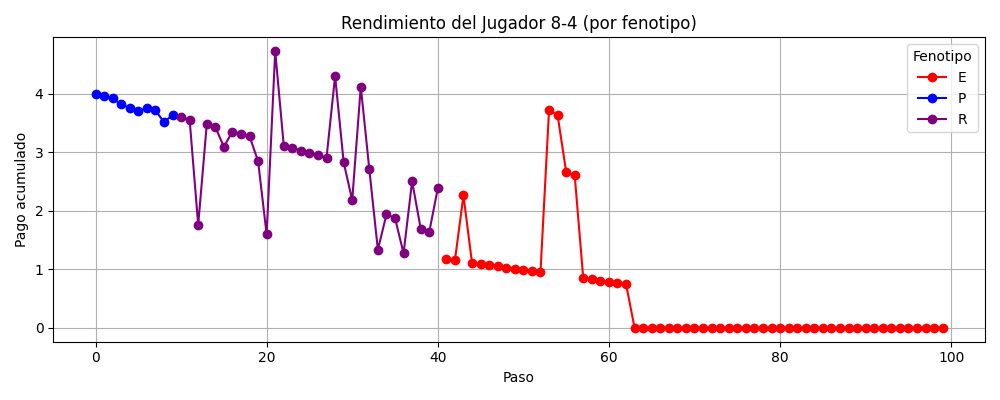 Rendimiento del Jugador 8-4 (por fenotipo)
Pago acumulado
4
3
2
1
0
Fenotipo
E
P
R
0 20 40 60 80 100
Paso